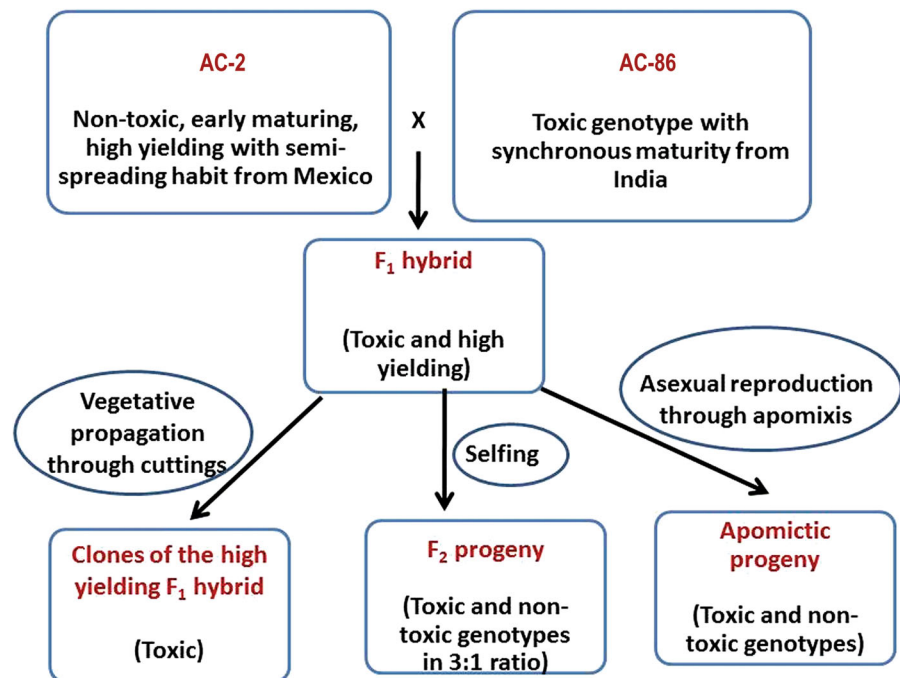 AC-2
Non-toxic, early maturing,
high yielding with semi-
spreading habit from Mexico
X
AC-86
Toxic genotype with
synchronous maturity from
India
F₁ hybrid
(Toxic and high
yielding)
Vegetative
propagation
through cuttings
Selfing
Asexual reproduction
through apomixis
Clones of the high
yielding F₁ hybrid
(Toxic)
F₂ progeny
(Toxic and non-
toxic genotypes
in 3:1 ratio)
Apomictic
progeny
(Toxic and non-
toxic genotypes)